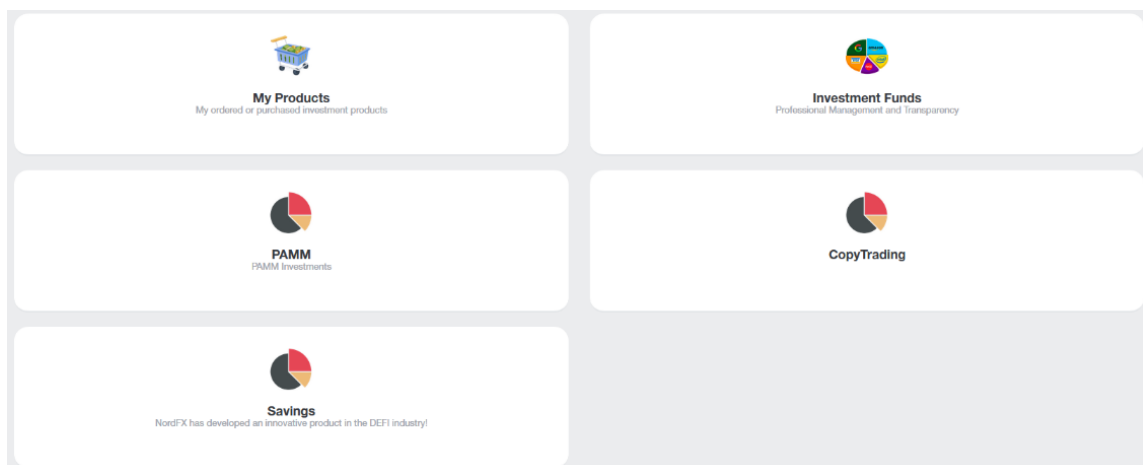 My Products
My ordered or purchased investment products
Investment Funds
Professional Management and Transparency
PAMM
PAMM Investments
CopyTrading
Savings
NordFX has developed an innovative product in the DEFI industry!